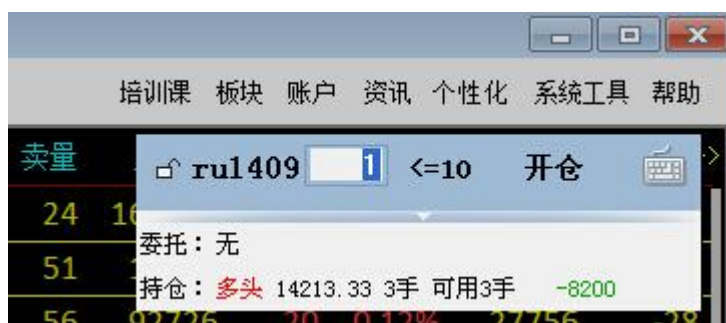 培训课 板块 账户 资讯 个性化 系统工具 帮助
卖量
ru1409 1 <=10 开仓
24 16
委托：无
51
持仓：多头 14213.33 3手 可用3手 -8200
56 92726 20 0.12% 27756 -28